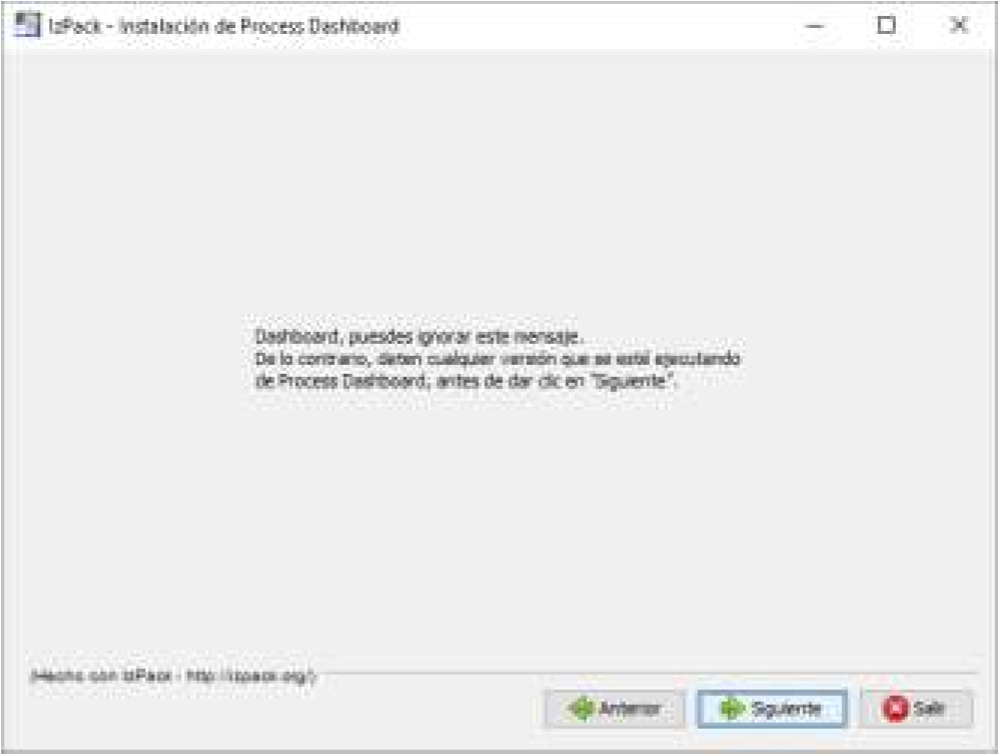 IzPack - Instalación de Process Dashboard
Dashboard, puesdes ignorar este mensaje.
De lo contrario, deten cualquier versión que se esté ejecutando
de Process Dashboard, antes de dar clic en "Siguiente".
(Hecho con IzPack - http://izpack.org/)
Anterior
Siguiente
Salir